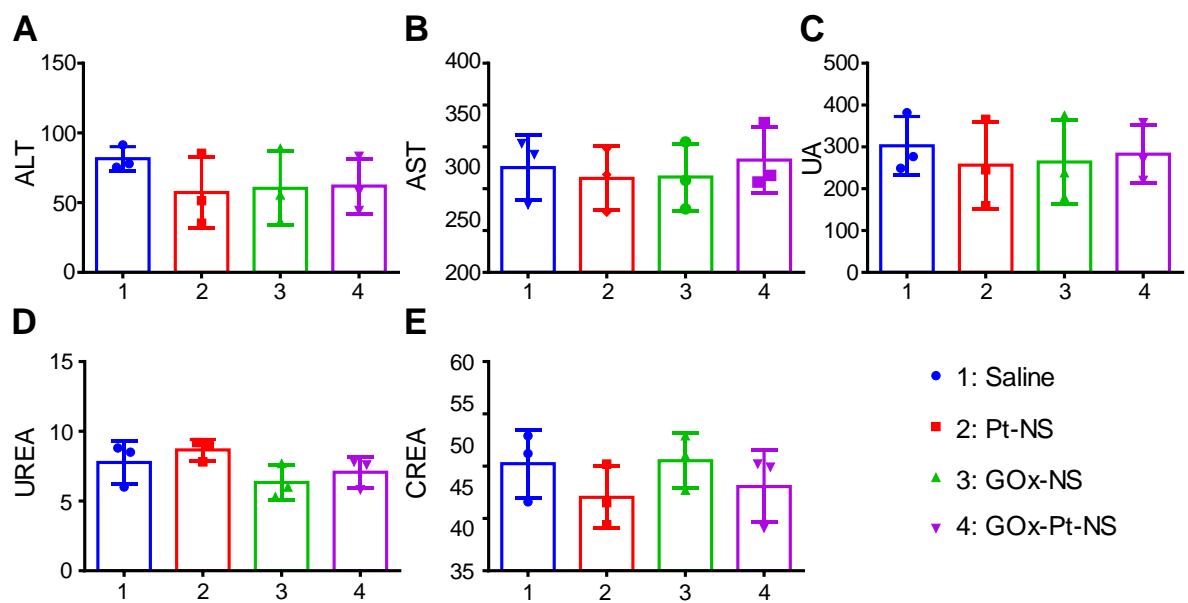 A
ALT
150
100
50
0
1 2 3 4
B
AST
400
350
300
250
200
1 2 3 4
C
UA
500
400
300
200
100
0
1 2 3 4
D
UREA
15
10
5
0
1 2 3 4
E
CREA
60
50
45
40
35
1 2 3 4
1: Saline
2: Pt-NS
3: GOx-NS
4: GOx-Pt-NS